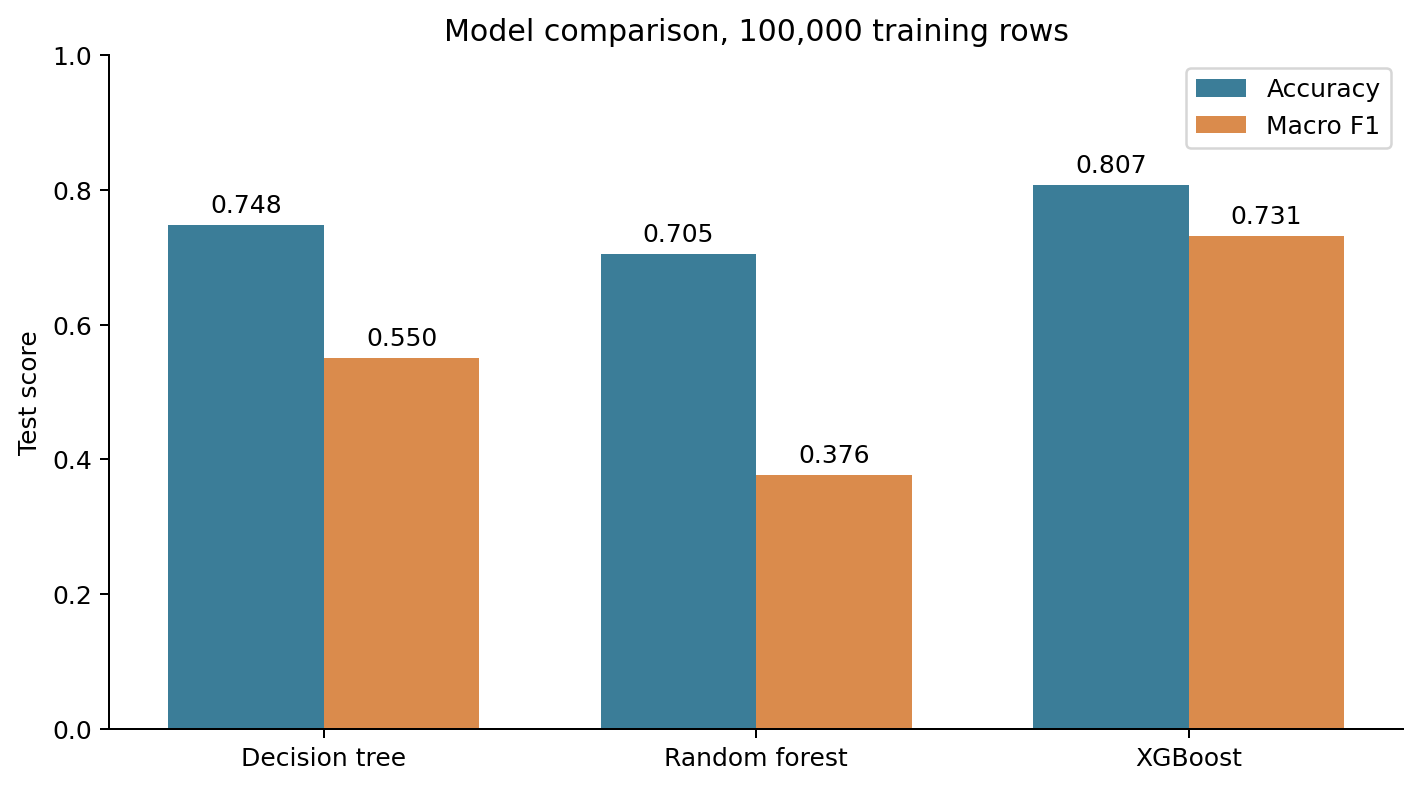 Model comparison, 100,000 training rows
Accuracy
Macro F1
Test score
1.0
0.8
0.6
0.4
0.2
0.0
0.748
0.550
0.705
0.376
0.807
0.731
Decision tree
Random forest
XGBoost